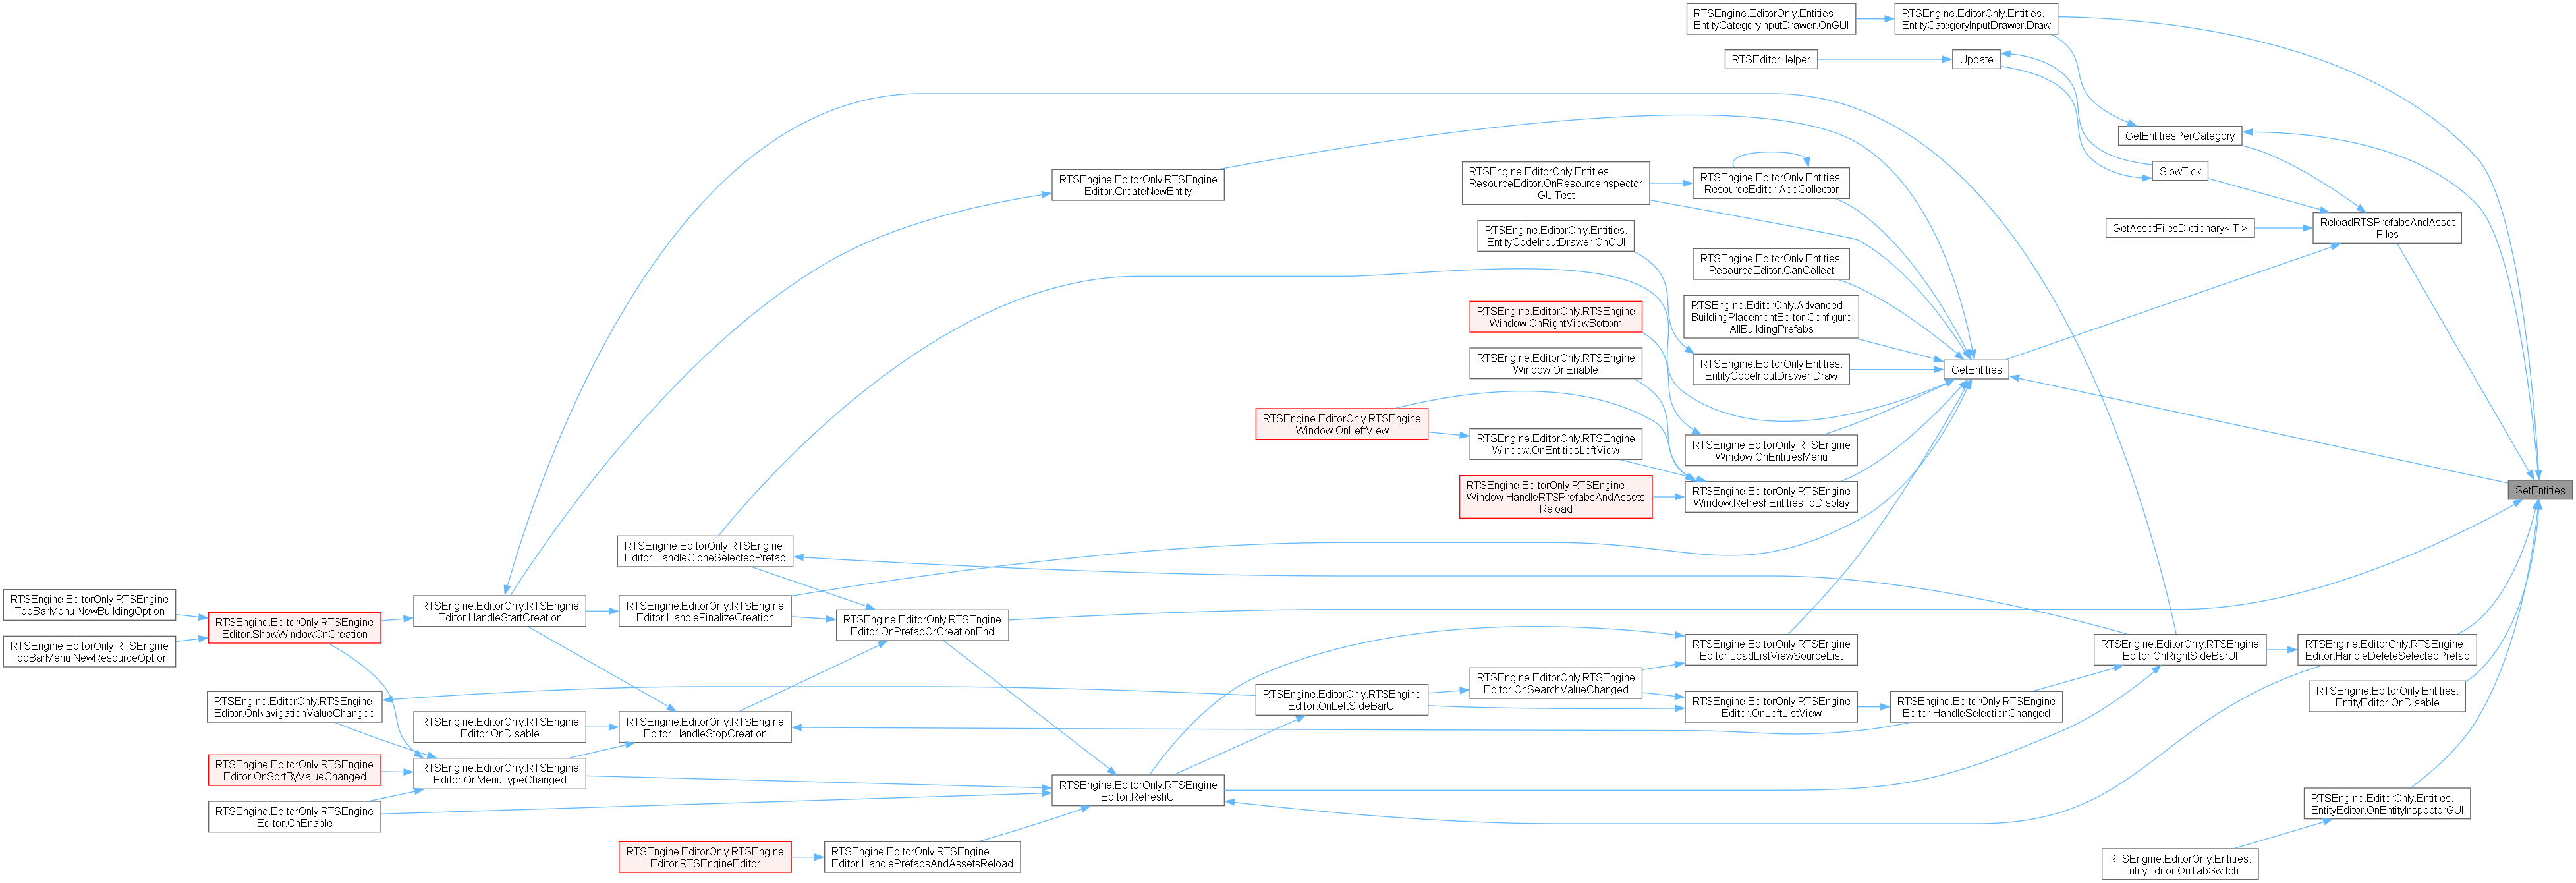 RTSEngine.EditorOnly.Entities.
EntityCategoryInputDrawer.OnGUI
RTSEngine.EditorOnly.Entities.
EntityCategoryInputDrawer.Draw
RTSEditorHelper
Update
GetEntitiesPerCategory
SlowTick
RTSEngine.EditorOnly.RTSEngine
Editor.CreateNewEntity
RTSEngine.EditorOnly.Entities.
ResourceEditor.OnResourceInspector
GUITest
RTSEngine.EditorOnly.Entities.
ResourceEditor.AddCollector
GetAssetFilesDictionary< T >
ReloadRTSPrefabsAndAsset
Files
RTSEngine.EditorOnly.Entities.
EntityCodeInputDrawer.OnGUI
RTSEngine.EditorOnly.Entities.
ResourceEditor.CanCollect
RTSEngine.EditorOnly.RTSEngine
Window.OnRightViewBottom
RTSEngine.EditorOnly.Advanced
BuildingPlacementEditor.Configure
AllBuildingPrefabs
RTSEngine.EditorOnly.RTSEngine
Window.OnEnable
RTSEngine.EditorOnly.Entities.
EntityCodeInputDrawer.Draw
GetEntities
RTSEngine.EditorOnly.RTSEngine
Window.OnLeftView
RTSEngine.EditorOnly.RTSEngine
Window.OnEntitiesLeftView
RTSEngine.EditorOnly.RTSEngine
Window.OnEntitiesMenu
RTSEngine.EditorOnly.RTSEngine
Window.HandleRTSPrefabsAndAssets
Reload
RTSEngine.EditorOnly.RTSEngine
Window.RefreshEntitiesToDisplay
SetEntities
RTSEngine.EditorOnly.RTSEngine
Editor.HandleCloneSelectedPrefab
RTSEngine.EditorOnly.RTSEngine
TopBarMenu.NewBuildingOption
RTSEngine.EditorOnly.RTSEngine
Editor.ShowWindowOnCreation
RTSEngine.EditorOnly.RTSEngine
Editor.HandleStartCreation
RTSEngine.EditorOnly.RTSEngine
Editor.HandleFinalizeCreation
RTSEngine.EditorOnly.RTSEngine
Editor.OnPrefabOrCreationEnd
RTSEngine.EditorOnly.RTSEngine
TopBarMenu.NewResourceOption
RTSEngine.EditorOnly.RTSEngine
Editor.LoadListViewSourceList
RTSEngine.EditorOnly.RTSEngine
Editor.OnRightSideBarUI
RTSEngine.EditorOnly.RTSEngine
Editor.HandleDeleteSelectedPrefab
RTSEngine.EditorOnly.RTSEngine
Editor.OnSearchValueChanged
RTSEngine.EditorOnly.RTSEngine
Editor.OnNavigationValueChanged
RTSEngine.EditorOnly.RTSEngine
Editor.OnLeftSideBarUI
RTSEngine.EditorOnly.RTSEngine
Editor.OnLeftListView
RTSEngine.EditorOnly.RTSEngine
Editor.HandleSelectionChanged
RTSEngine.EditorOnly.Entities.
EntityEditor.OnDisable
RTSEngine.EditorOnly.RTSEngine
Editor.OnDisable
RTSEngine.EditorOnly.RTSEngine
Editor.HandleStopCreation
RTSEngine.EditorOnly.RTSEngine
Editor.OnSortByValueChanged
RTSEngine.EditorOnly.RTSEngine
Editor.OnMenuTypeChanged
RTSEngine.EditorOnly.RTSEngine
Editor.RefreshUI
RTSEngine.EditorOnly.RTSEngine
Editor.OnEnable
RTSEngine.EditorOnly.Entities.
EntityEditor.OnEntityInspectorGUI
RTSEngine.EditorOnly.RTSEngine
Editor.RTSEngineEditor
RTSEngine.EditorOnly.RTSEngine
Editor.HandlePrefabsAndAssetsReload
RTSEngine.EditorOnly.Entities.
EntityEditor.OnTabSwitch